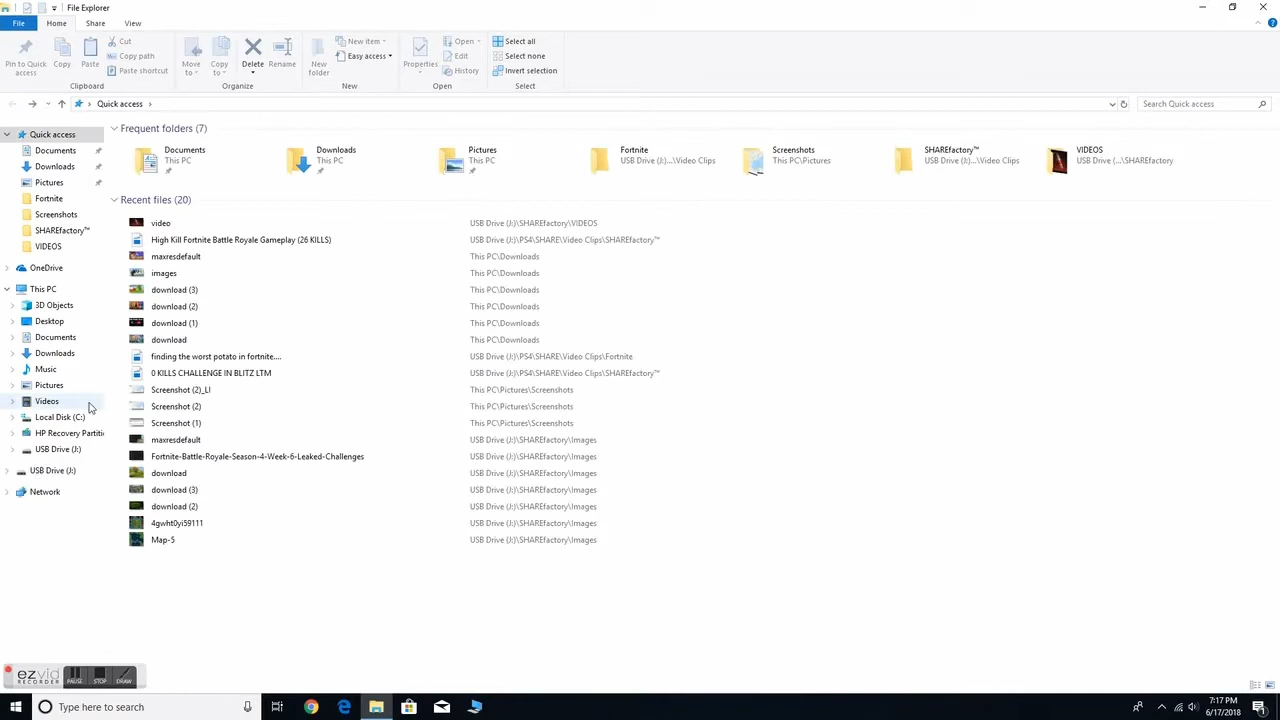 File Explorer
File Home Share View
Pin to Quick access
Copy
Paste
Cut
Copy path
Paste shortcut
Clipboard
Move to
Copy to
Delete
Rename
Organize
New folder
New item
Easy access
New
Properties
Open
Edit
History
Open
Select all
Select none
Invert selection
Select
Quick access
Search Quick access
Quick access
Documents
Downloads
Pictures
Fortnite
Screenshots
SHAREfactory™
VIDEOS
OneDrive
This PC
3D Objects
Desktop
Documents
Downloads
Music
Pictures
Videos
Local Disk (C:)
HP Recovery Partitic
USB Drive (J:)
USB Drive (J:)
Network
Frequent folders (7)
Documents
This PC
Downloads
This PC
Pictures
This PC
Fortnite
USB Drive (J:)...\Video Clips
Screenshots
This PC\Pictures
SHAREfactory™
USB Drive (J:)...\Video Clips
VIDEOS
USB Drive (...\SHAREfactory
Recent files (20)
video USB Drive (J:)\SHAREfactory\VIDEOS
High Kill Fortnite Battle Royale Gameplay (26 KILLS) USB Drive (J:)\PS4\SHARE\Video Clips\SHAREfactory™
maxresdefault This PC\Downloads
images This PC\Downloads
download (3) This PC\Downloads
download (2) This PC\Downloads
download (1) This PC\Downloads
download This PC\Downloads
finding the worst potato in fortnite.... USB Drive (J:)\PS4\SHARE\Video Clips\Fortnite
0 KILLS CHALLENGE IN BLITZ LTM USB Drive (J:)\PS4\SHARE\Video Clips\SHAREfactory™
Screenshot (2)_LI This PC\Pictures\Screenshots
Screenshot (2) This PC\Pictures\Screenshots
Screenshot (1) This PC\Pictures\Screenshots
maxresdefault USB Drive (J:)\SHAREfactory\Images
Fortnite-Battle-Royale-Season-4-Week-6-Leaked-Challenges USB Drive (J:)\SHAREfactory\Images
download USB Drive (J:)\SHAREfactory\Images
download (3) USB Drive (J:)\SHAREfactory\Images
download (2) USB Drive (J:)\SHAREfactory\Images
4gwht0yi59111 USB Drive (J:)\SHAREfactory\Images
Map-5 USB Drive (J:)\SHAREfactory\Images
ezvid
RECORDER
PAUSE STOP DRAW
Type here to search
7:17 PM
6/17/2018